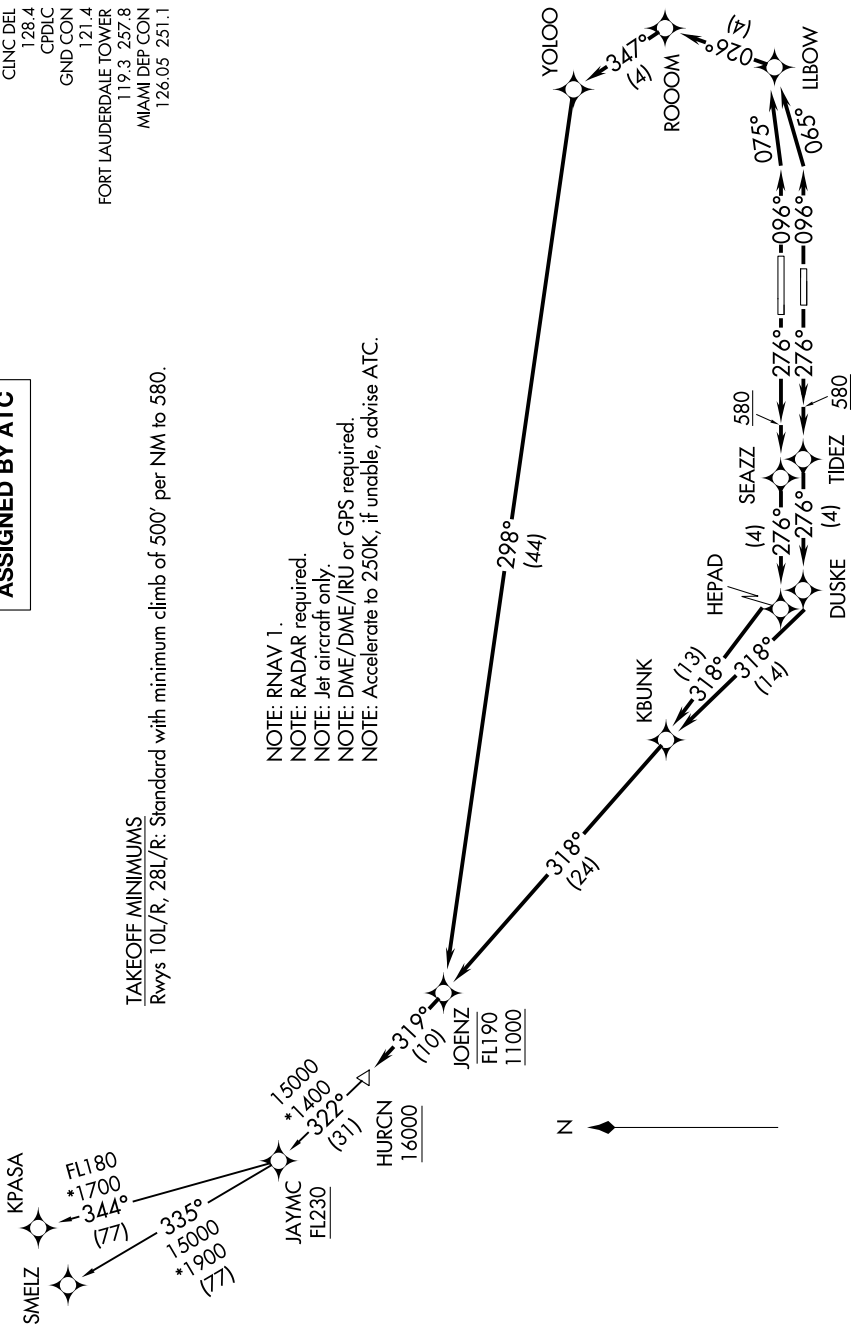 CLNC DEL
128.4
CPDLC
GND CON
121.4
FORT LAUDERDALE TOWER
119.3 257.8
MIAMI DEP CON
126.05 251.1
ASSIGNED BY ATC
TAKEOFF MINIMUMS
Rwys 10L/R, 28L/R: Standard with minimum climb of 500' per NM to 580.
NOTE: RNAV 1.
NOTE: RADAR required.
NOTE: Jet aircraft only.
NOTE: DME/DME/IRU or GPS required.
NOTE: Accelerate to 250K, if unable, advise ATC.
SMELZ
KPASA
FL180
*1700
344°
(77)
335°
15000
*1900
(77)
JAYMC
FL230
15000
*1400
322°
(31)
HURCN
16000
319°
(10)
JOENZ
FL190
11000
298°
(44)
YOLOO
347°
(4)
ROOOM
026°
(4)
LLBOW
075°
065°
096°
096°
276°
276°
580
580
SEAZZ
TIDEZ
(4)
276°
276°
(4)
HEPAD
DUSKE
(13)
318°
318°
(14)
KBUNK
318°
(24)
N